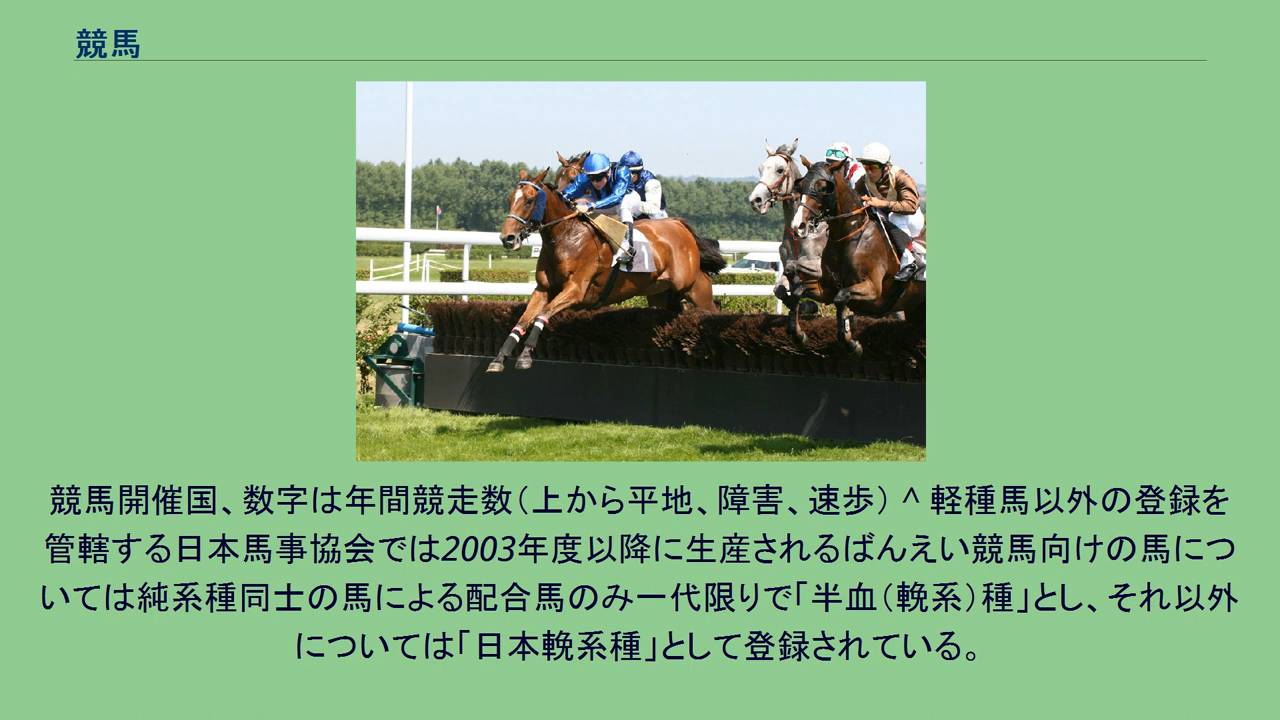 競馬
競馬開催国、数字は年間競走数（上から平地、障害、速歩） ^ 軽種馬以外の登録を
管轄する日本馬事協会では2003年度以降に生産されるばんえい競馬向けの馬につ
いては純系種同士の馬による配合馬のみ一代限りで「半血（輓系）種」とし、それ以外
については「日本輓系種」として登録されている。